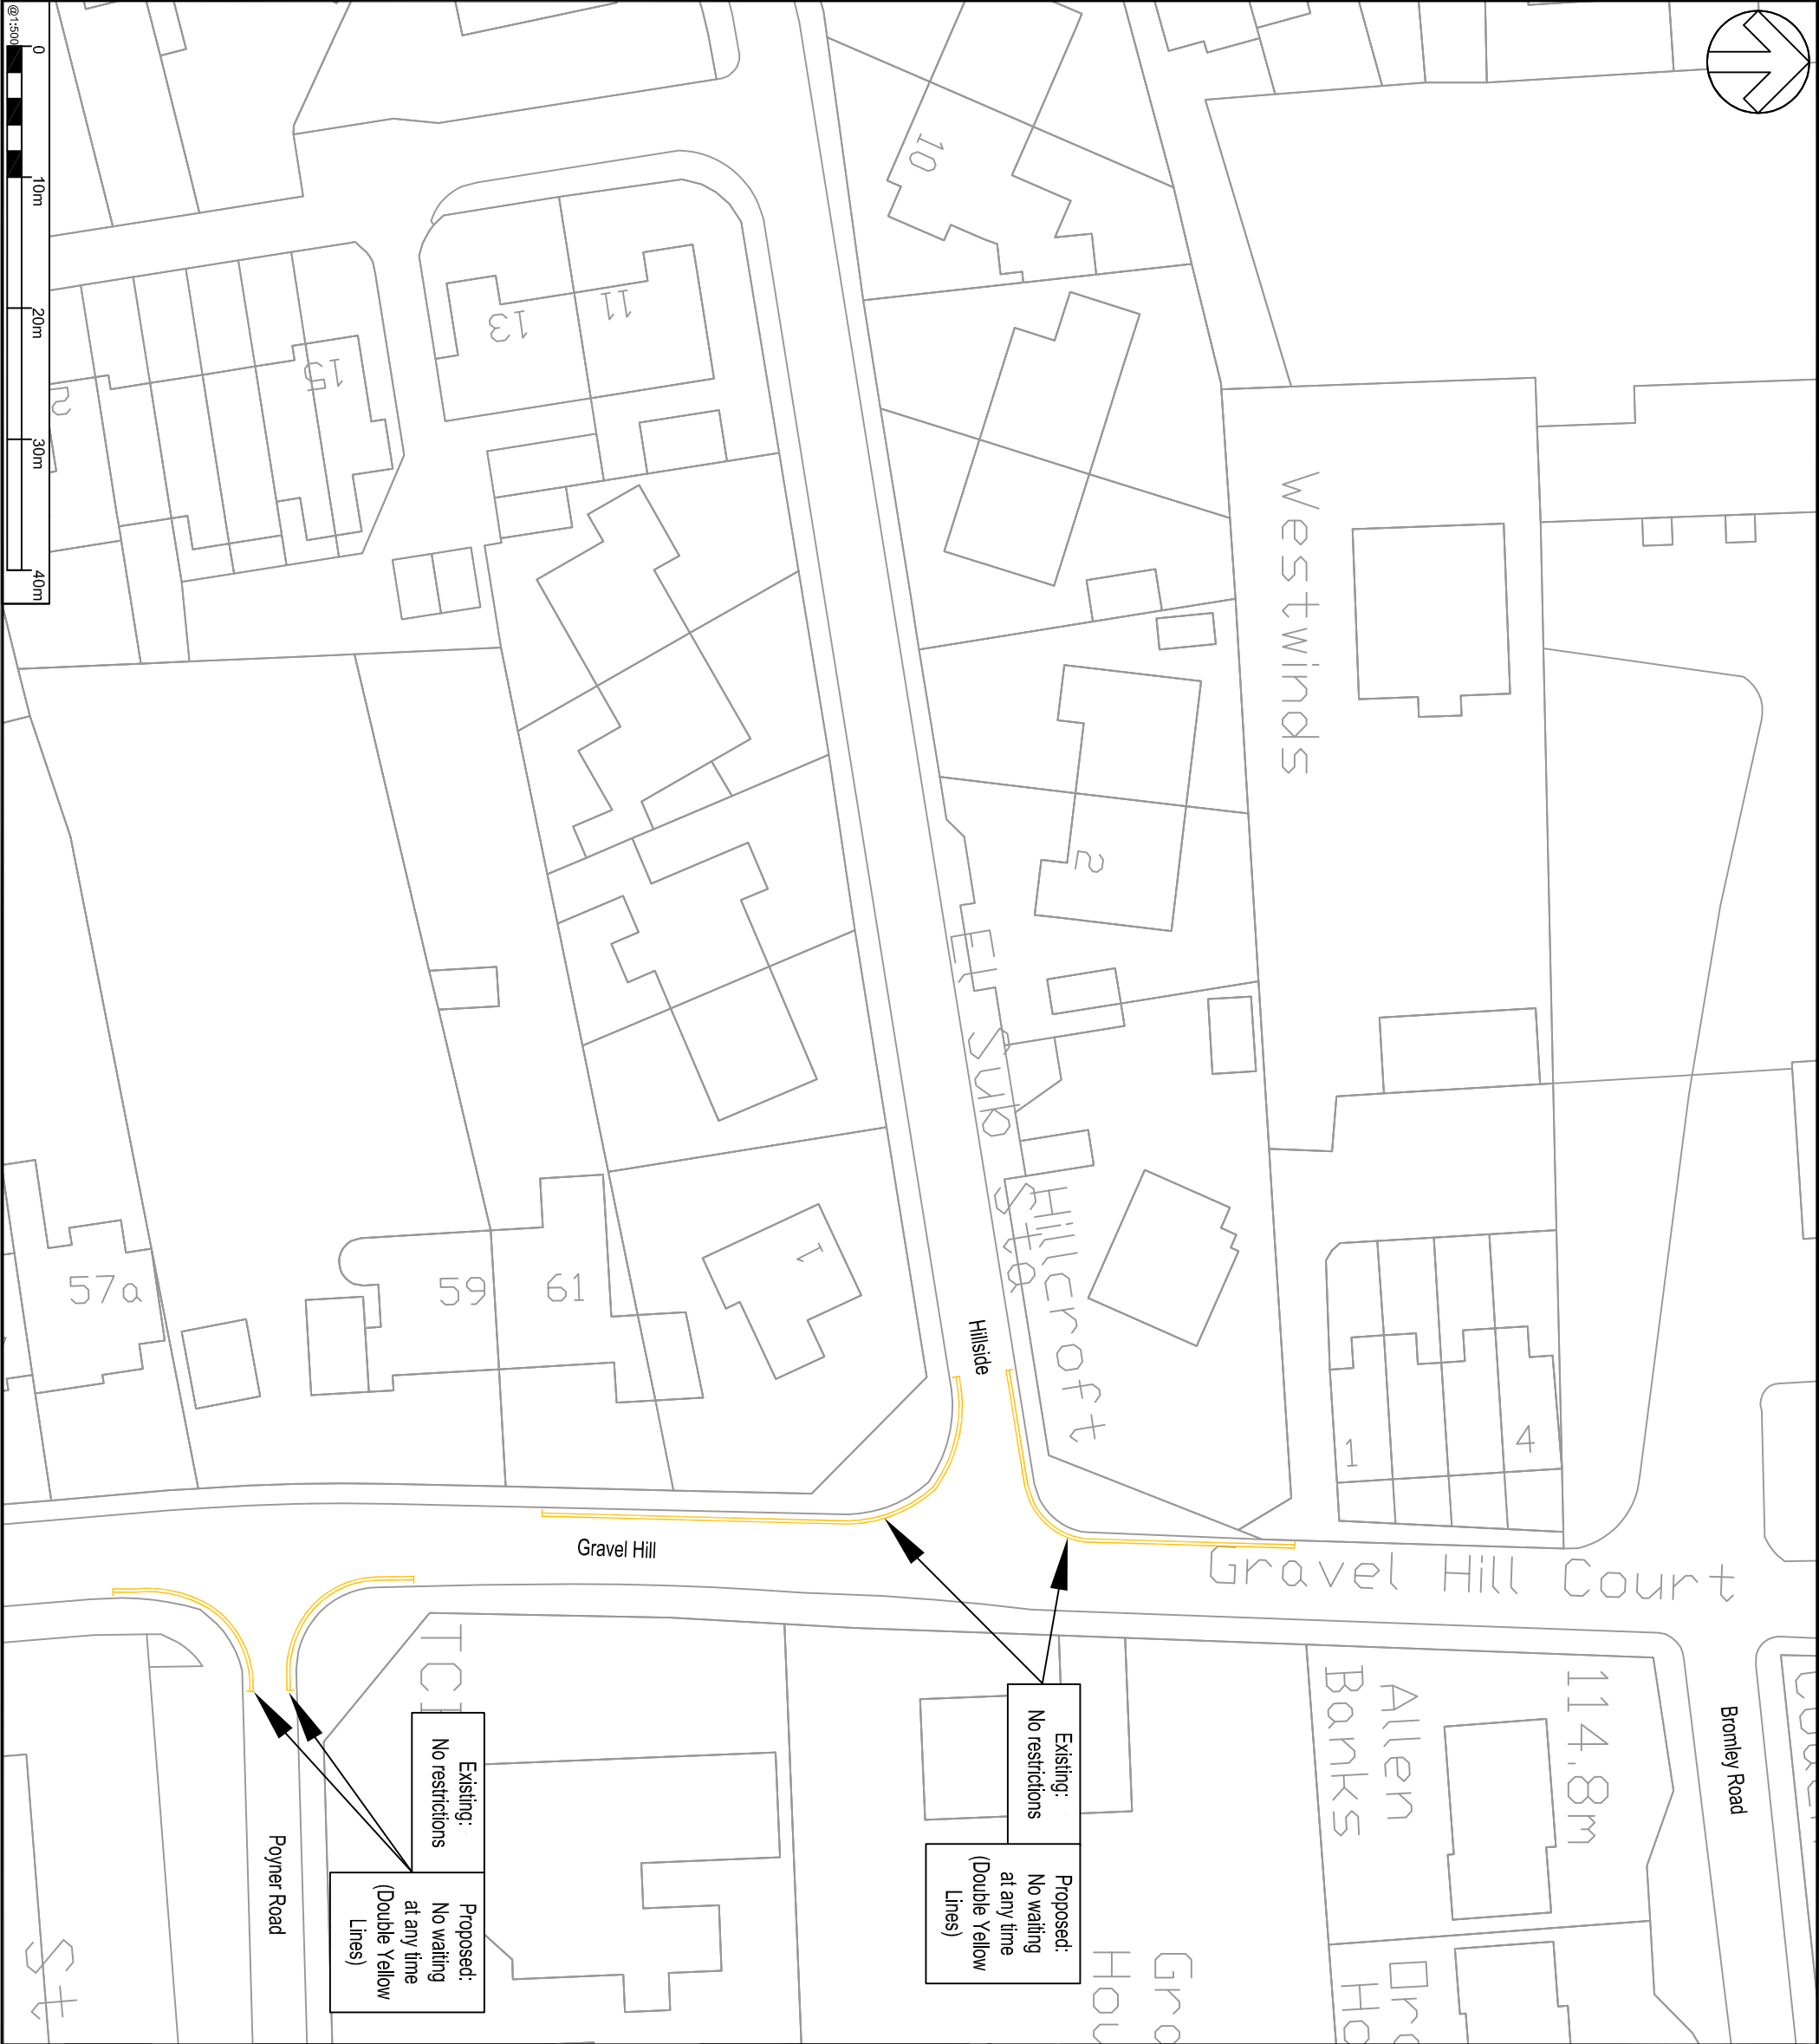 @1:500
0
10m
20m
30m
40m
10
11
13
15
2
Westwinds
El Sub Sta
Hillcroft
1
57a
59
61
1
4
Hillside
Gravel Hill
Gravel Hill Court
Existing:
No restrictions
Proposed:
No waiting
at any time
(Double Yellow
Lines)
Existing:
No restrictions
Proposed:
No waiting
at any time
(Double Yellow
Lines)
Poyner Road
Bromley Road
114.8m
Allen
Banks
St